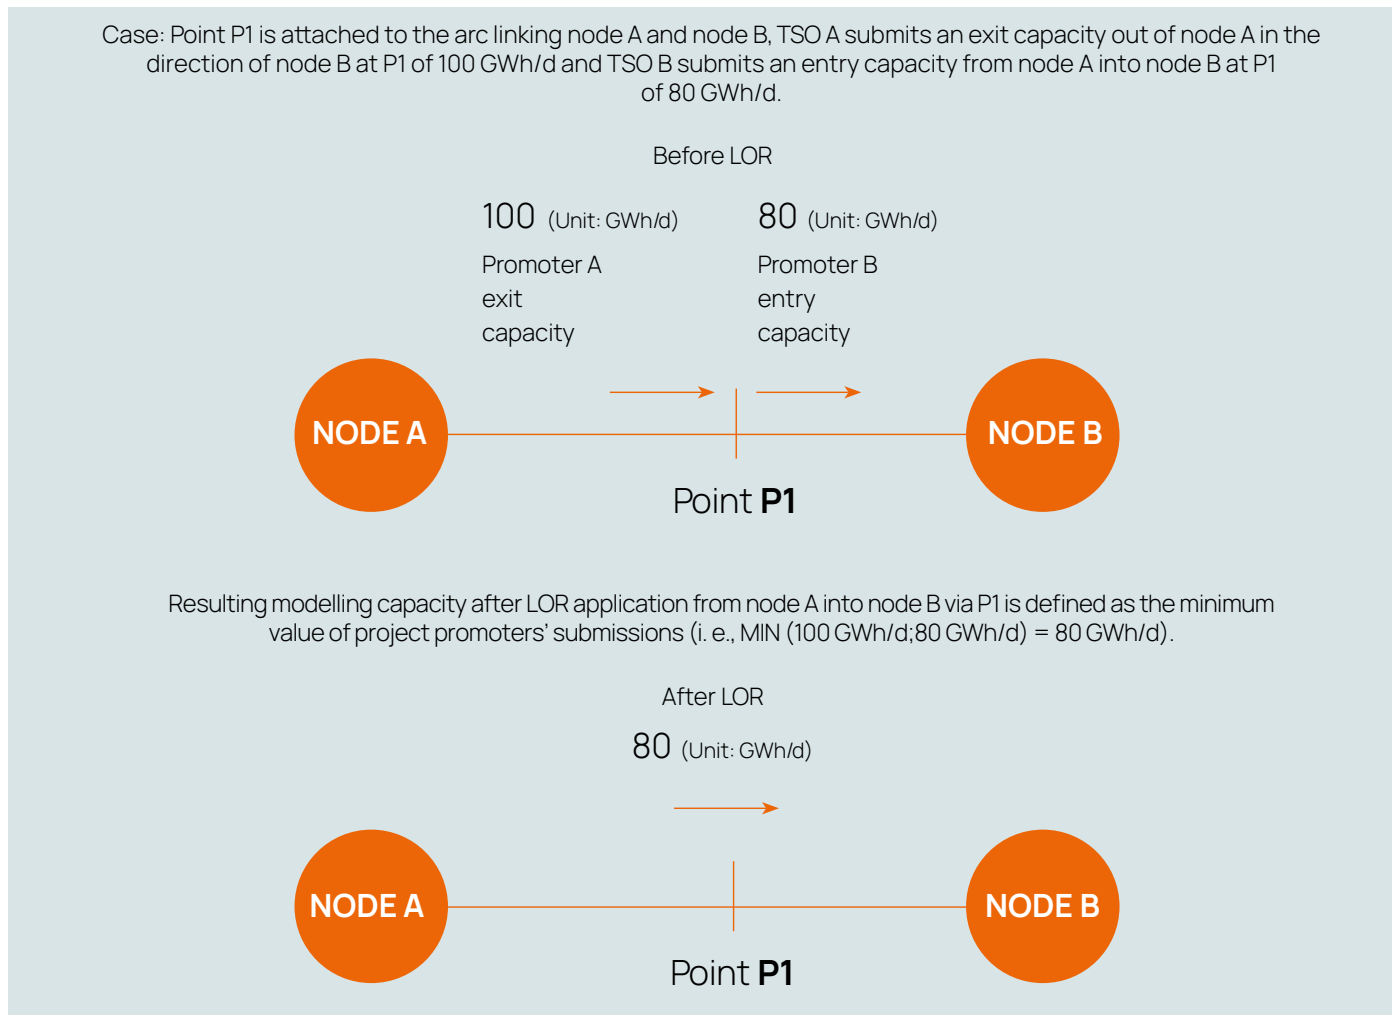 Case: Point P1 is attached to the arc linking node A and node B, TSO A submits an exit capacity out of node A in the
direction of node B at P1 of 100 GWh/d and TSO B submits an entry capacity from node A into node B at P1
of 80 GWh/d.
Before LOR
100 (Unit: GWh/d)
Promoter A
exit
capacity
80 (Unit: GWh/d)
Promoter B
entry
capacity
NODE A
NODE B
Point P1
Resulting modelling capacity after LOR application from node A into node B via P1 is defined as the minimum
value of project promoters’ submissions (i. e., MIN (100 GWh/d;80 GWh/d) = 80 GWh/d).
After LOR
80 (Unit: GWh/d)
NODE A
NODE B
Point P1